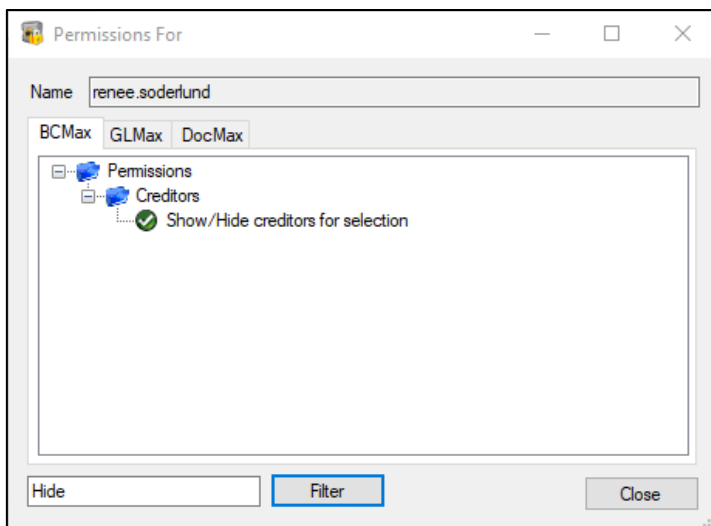 Permissions For
Name renee.soderlund
BCMax GLMax DocMax
Permissions
Creditors
Show/Hide creditors for selection
Hide Filter Close